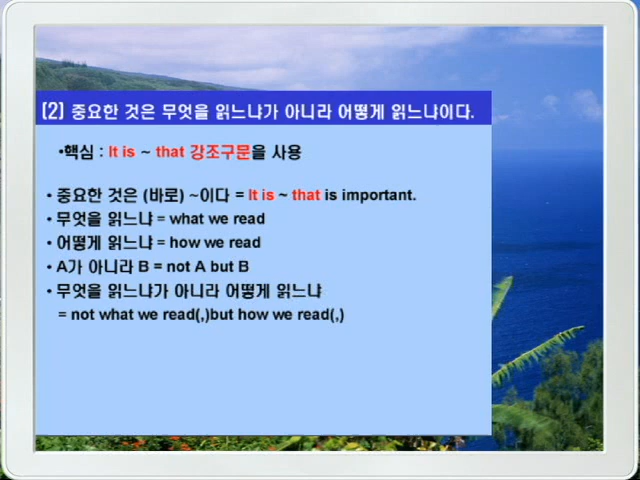 [2] 중요한 것은 무엇을 읽느냐가 아니라 어떻게 읽느냐이다.
•핵심 : It is ~ that 강조구문을 사용
• 중요한 것은 (바로) ~이다 = It is ~ that is important.
• 무엇을 읽느냐 = what we read
• 어떻게 읽느냐 = how we read
• A가 아니라 B = not A but B
• 무엇을 읽느냐가 아니라 어떻게 읽느냐
= not what we read(,)but how we read(,)